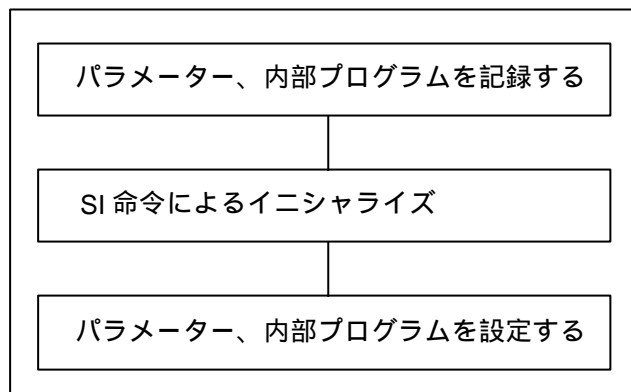 パラメーター、内部プログラムを記録する
SI 命令によるイニシャライズ
パラメーター、内部プログラムを設定する